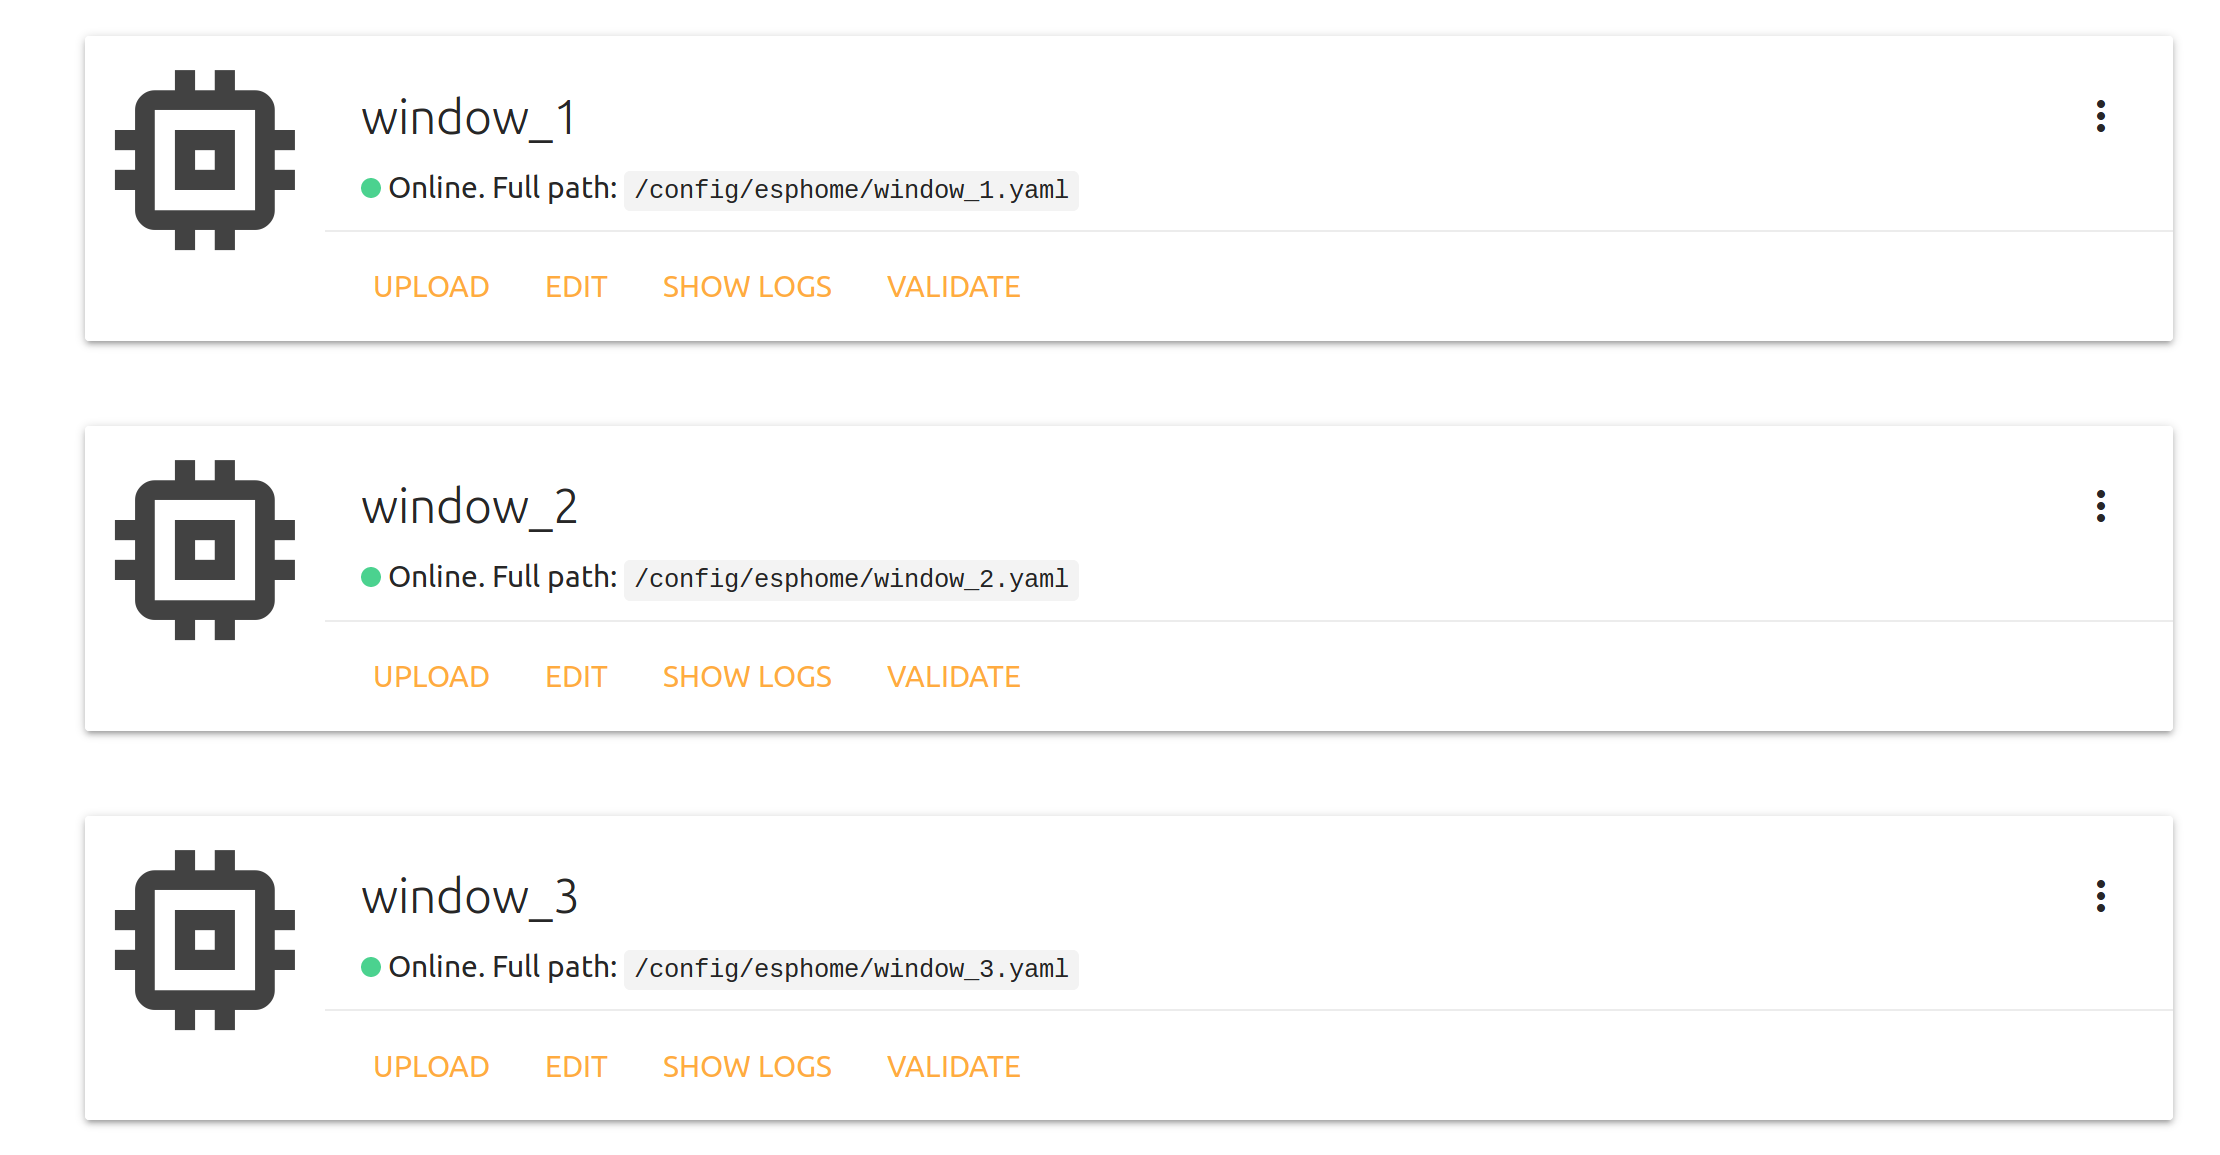 window_1
Online. Full path: /config/esphome/window_1.yaml
UPLOAD EDIT SHOW LOGS VALIDATE
window_2
Online. Full path: /config/esphome/window_2.yaml
UPLOAD EDIT SHOW LOGS VALIDATE
window_3
Online. Full path: /config/esphome/window_3.yaml
UPLOAD EDIT SHOW LOGS VALIDATE